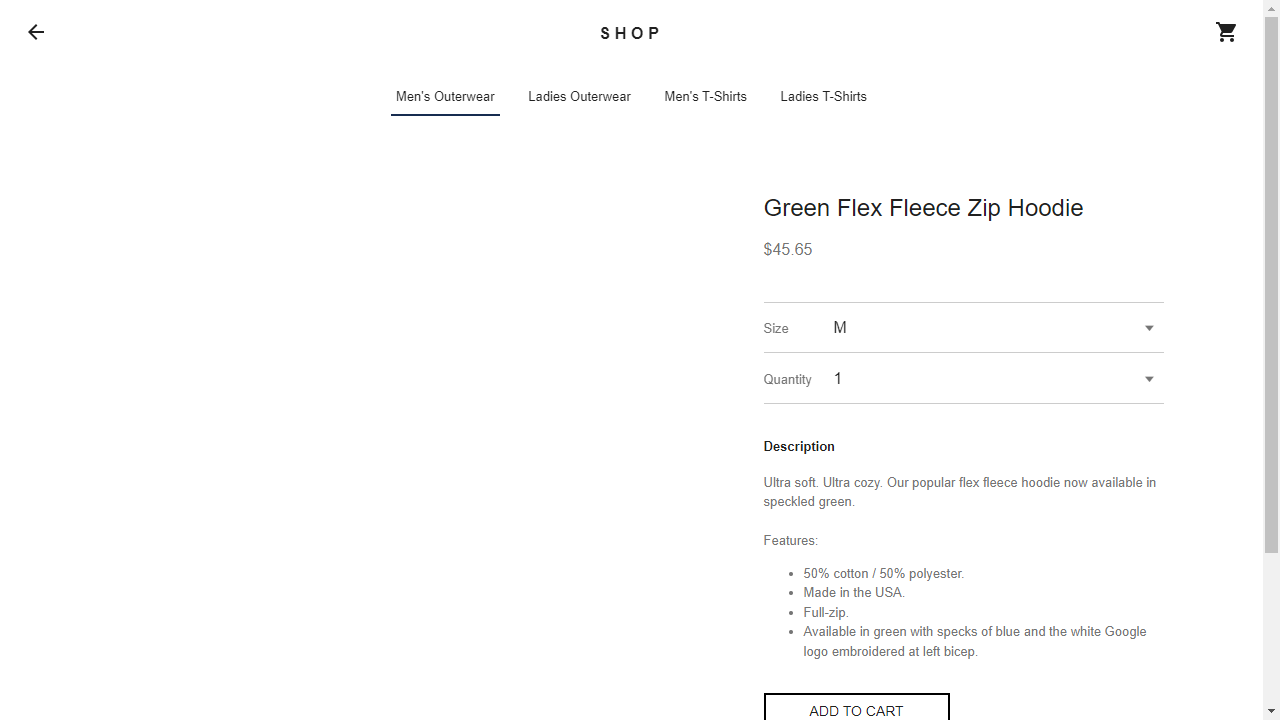 SHOP
Men's Outerwear
Ladies Outerwear
Men's T-Shirts
Ladies T-Shirts
Green Flex Fleece Zip Hoodie
$45.65
Size M
Quantity 1
Description
Ultra soft. Ultra cozy. Our popular flex fleece hoodie now available in
speckled green.
Features:
• 50% cotton / 50% polyester.
• Made in the USA.
• Full-zip.
• Available in green with specks of blue and the white Google
logo embroidered at left bicep.
ADD TO CART